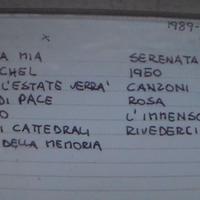 1989-
x
A MIA SERENATA
CHEL 1950
L'ESTATE VERRA' CANZONI
DI PACE ROSA
O L'IMMENSO
I CATTEDRALI RIVEDERCI
DELLA MEMORIA